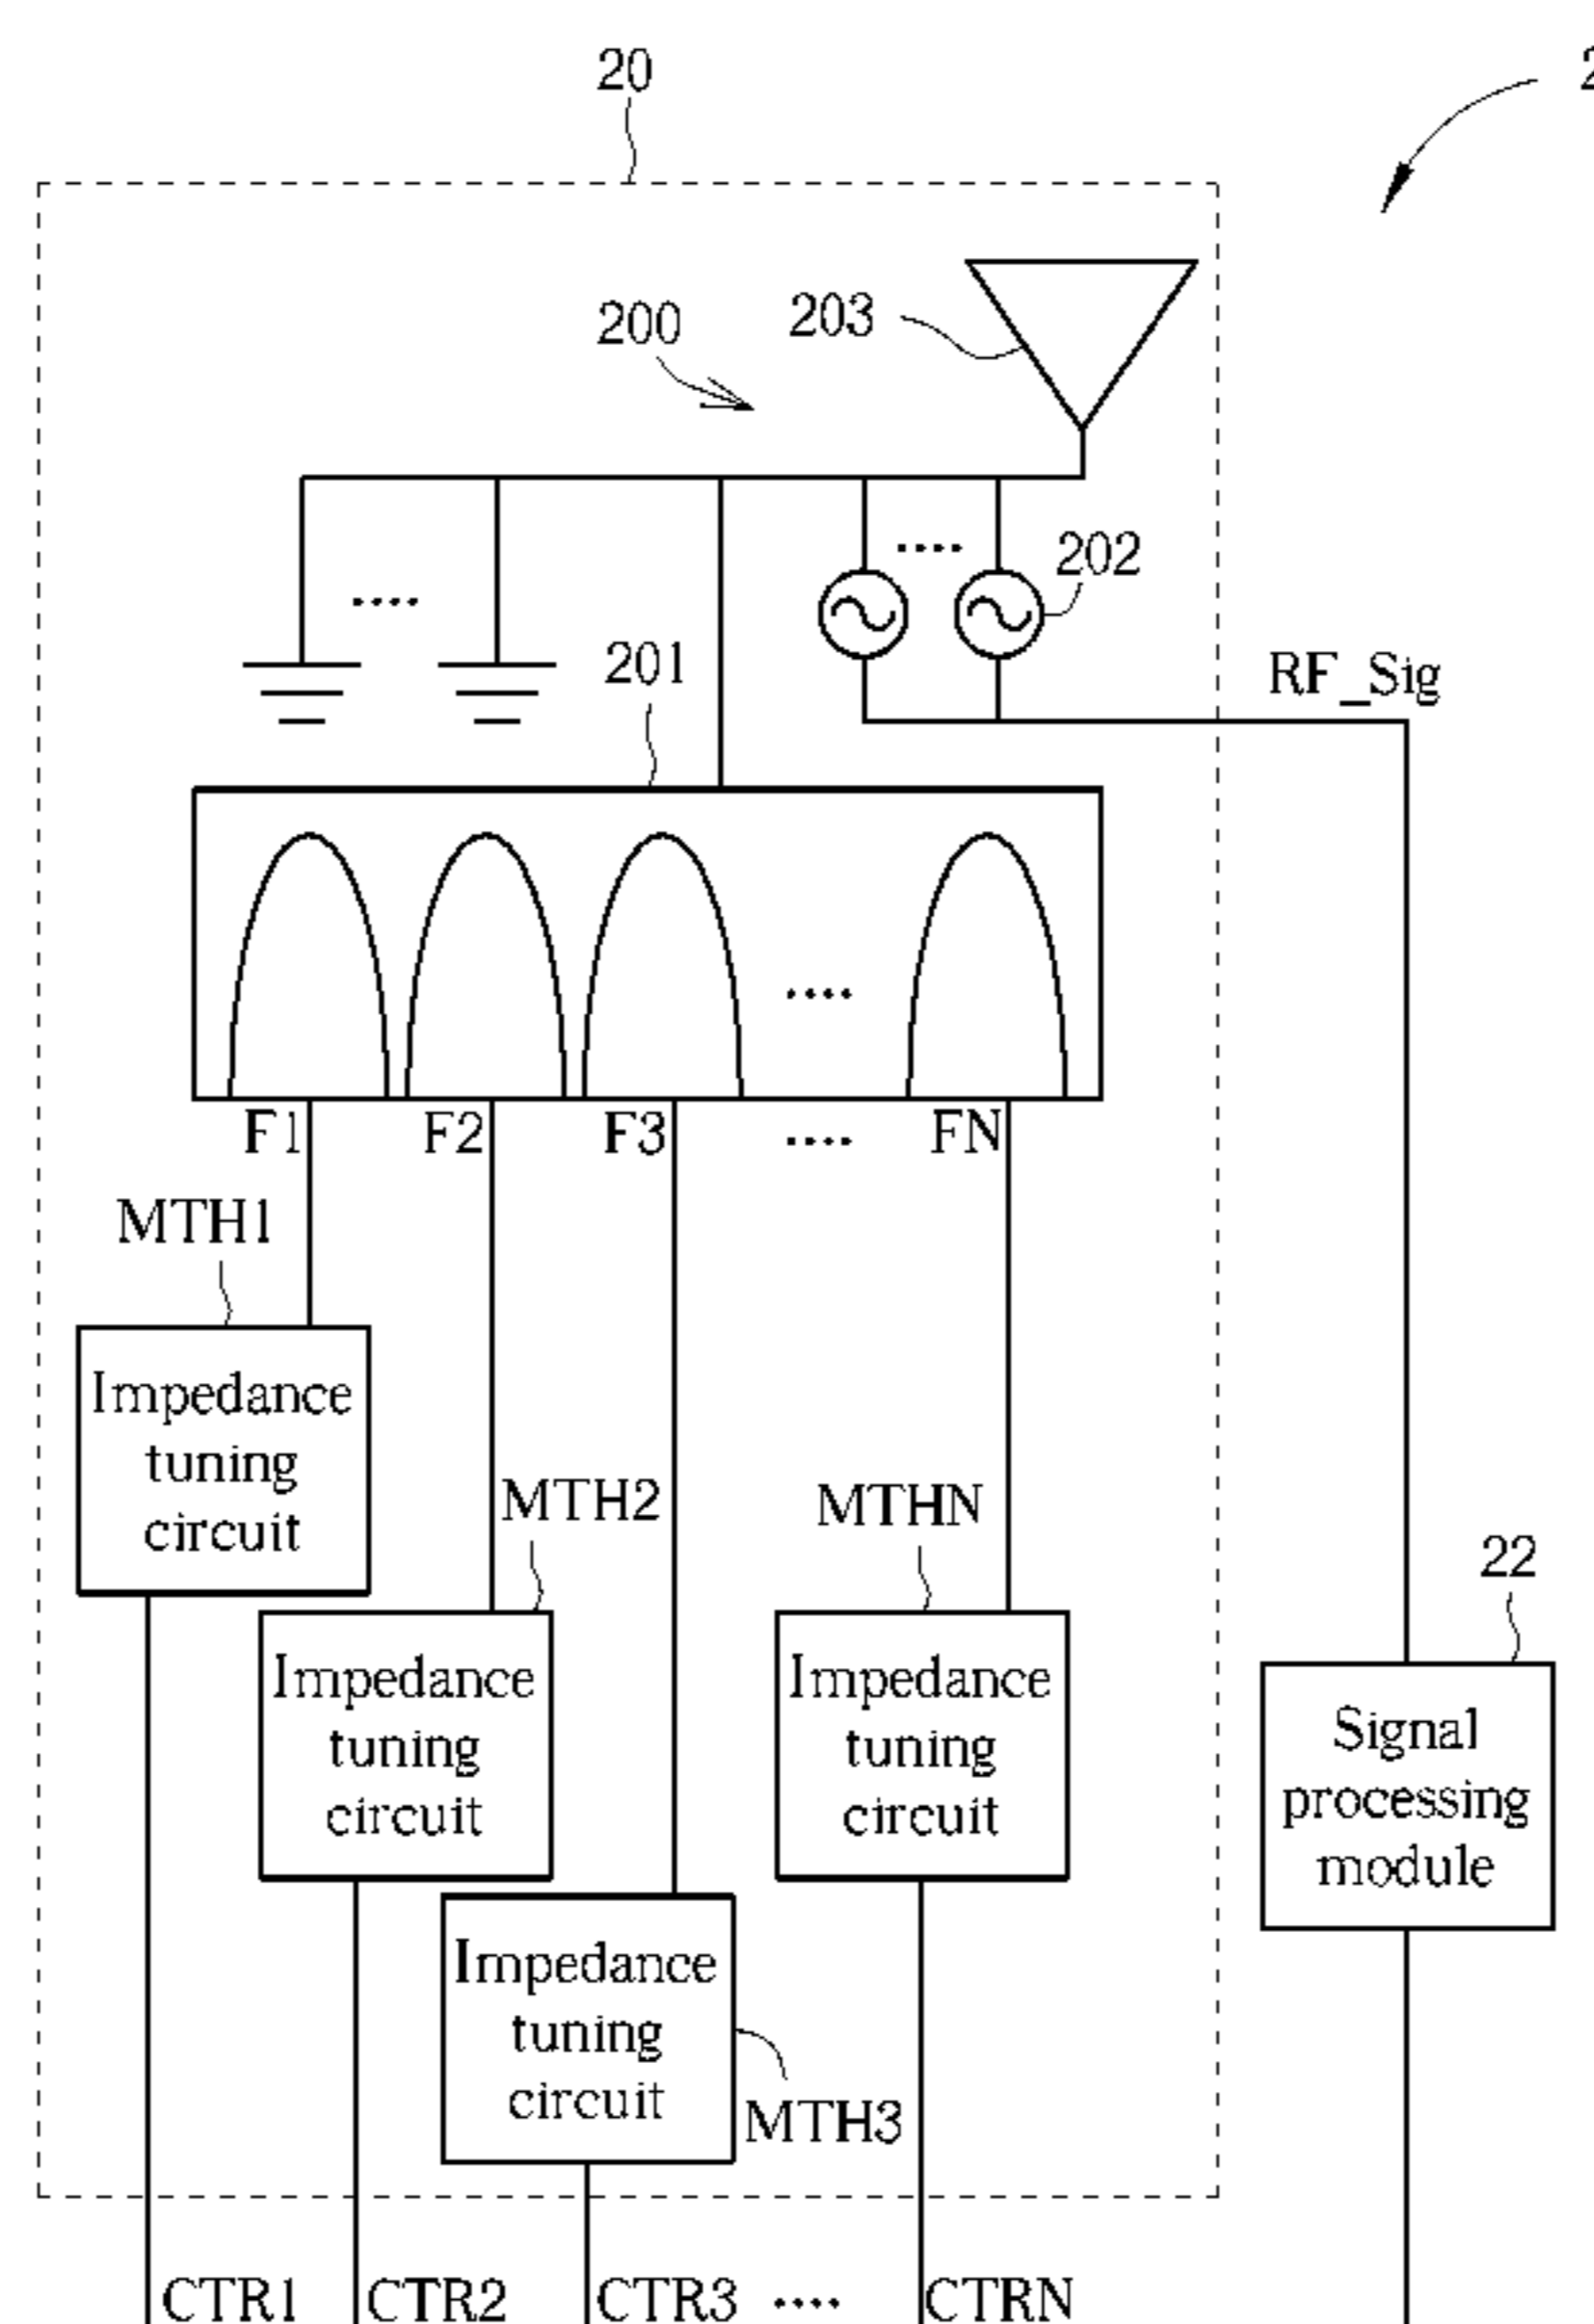 20
200
203
....
202
....
201
RF_Sig
....
F1 F2 F3 .... FN
MTH1
Impedance
tuning
circuit
MTH2
MTHN
22
Impedance
tuning
circuit
Impedance
tuning
circuit
Signal
processing
module
Impedance
tuning
circuit
MTH3
CTR1 CTR2 CTR3 .... CTRN